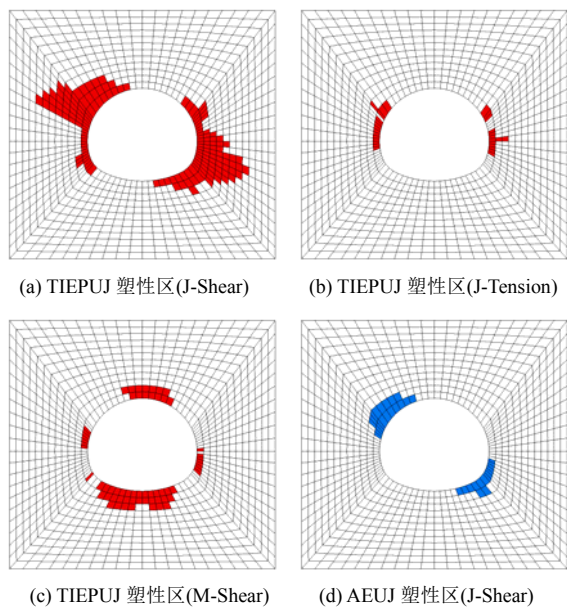 (a) TIEPUJ 塑性区(J-Shear)
(b) TIEPUJ 塑性区(J-Tension)
(c) TIEPUJ 塑性区(M-Shear)
(d) AEUJ 塑性区(J-Shear)